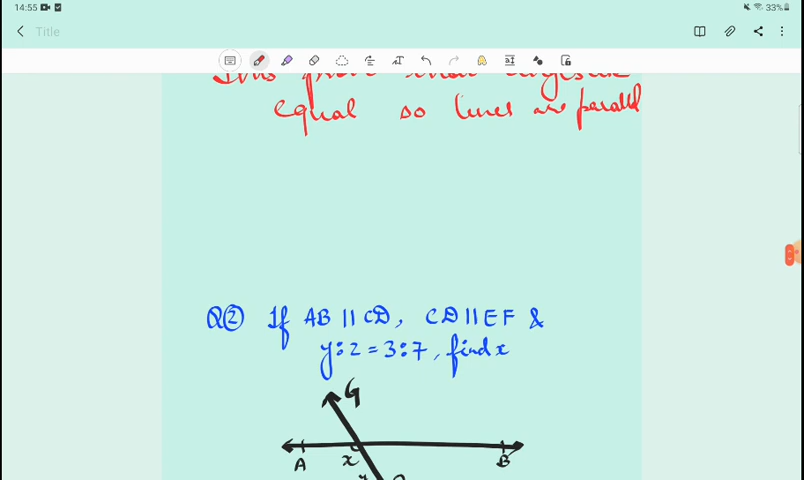 14:55
33%
Title
equal so lines are parallel
Q② If AB || CD, CD || EF &
y:z = 3:7, find x
G
A x B